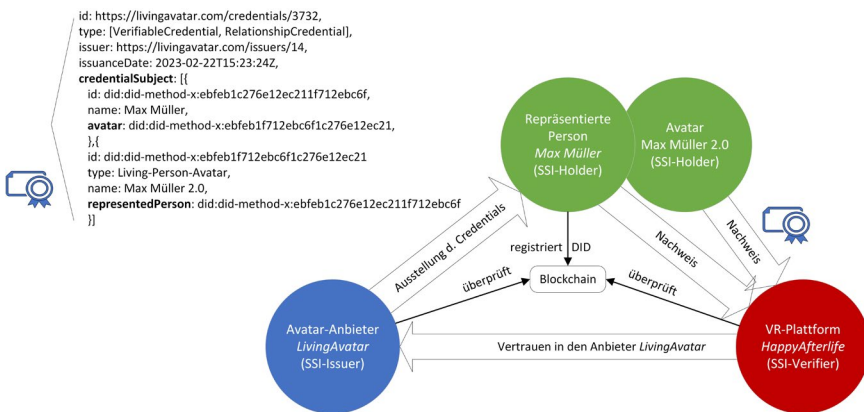 id: https://livingavatar.com/credentials/3732,
type: [VerifiableCredential, RelationshipCredential],
issuer: https://livingavatar.com/issuers/14,
issuanceDate: 2023-02-22T15:23:24Z,
credentialSubject: [{
id: did:did-method-x:ebfeb1c276e12ec211f712ebc6f,
name: Max Müller,
avatar: did:did-method-x:ebfeb1f712ebc6f1c276e12ec21,
},{
id: did:did-method-x:ebfeb1f712ebc6f1c276e12ec21
type: Living-Person-Avatar,
name: Max Müller 2.0,
representedPerson: did:did-method-x:ebfeb1c276e12ec211f712ebc6f
}]
Repräsentierte
Person
Max Müller
(SSI-Holder)
Avatar
Max Müller 2.0
(SSI-Holder)
Ausstellung d. Credentials
registriert DID
Nachweis
Nachweis
überprüft
Blockchain
überprüft
Avatar-Anbieter
LivingAvatar
(SSI-Issuer)
Vertrauen in den Anbieter LivingAvatar
VR-Plattform
HappyAfterlife
(SSI-Verifier)